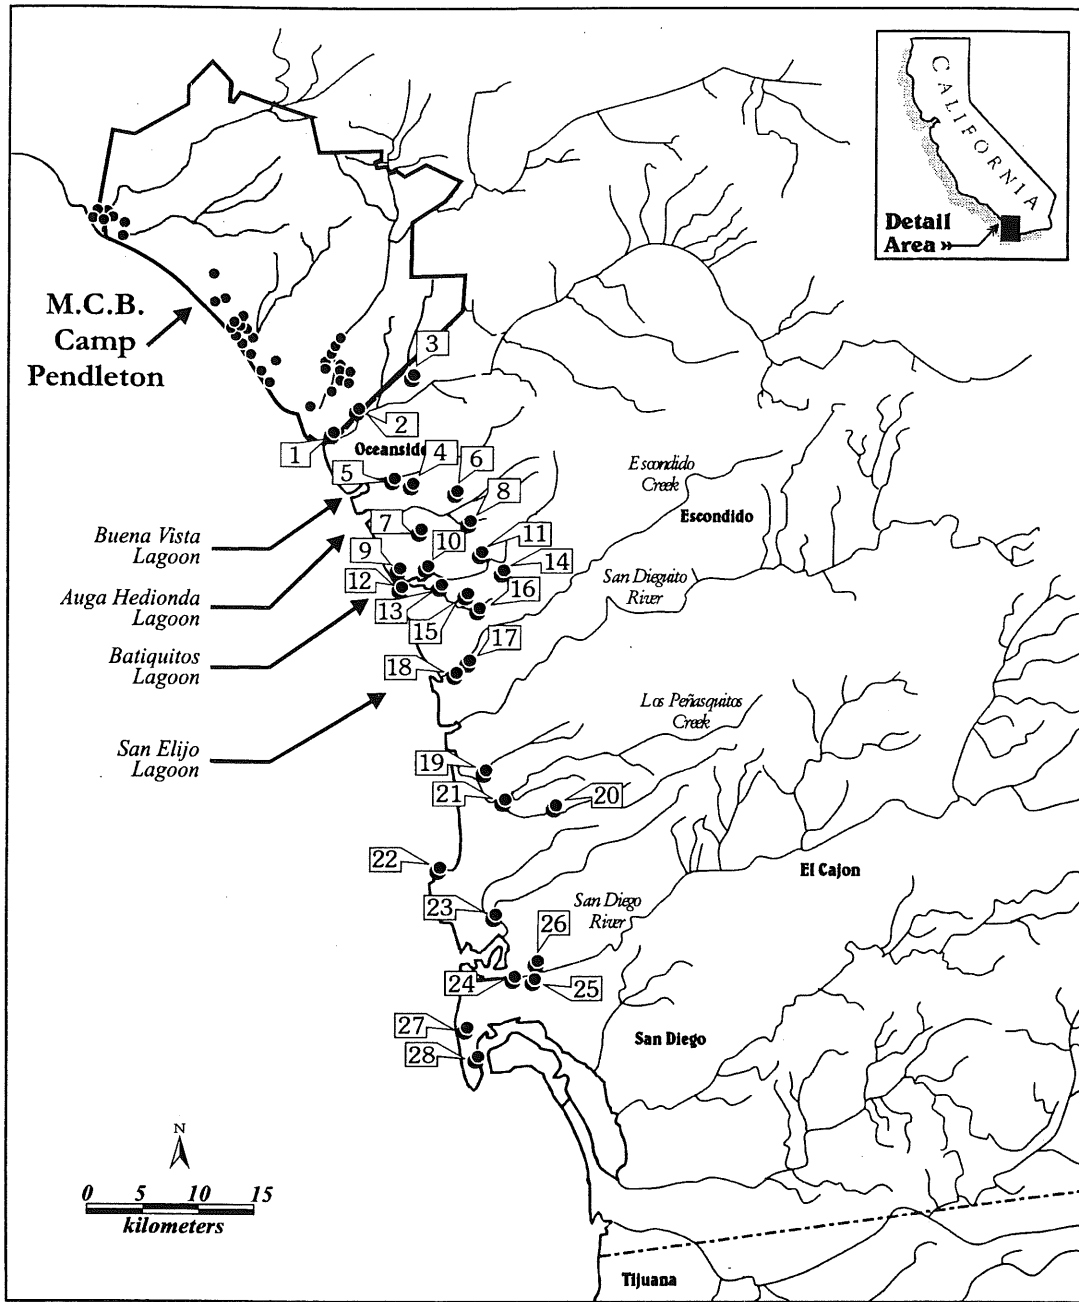 CALIFORNIA
Detail
Area »
M.C.B.
Camp
Pendleton
3
2
1
Oceanside
4
5
6
Escondido
Creek
8
Escondido
Buena Vista
Lagoon
7
11
10
9
14
12
San Dieguito
River
16
Auga Hedionda
Lagoon
13
15
17
Batiquitos
Lagoon
18
Los Peñasquitos
Creek
San Elijo
Lagoon
19
21
20
22
El Cajon
San Diego
River
23
26
24
25
27
San Diego
28
N
0 5 10 15
kilometers
Tijuana